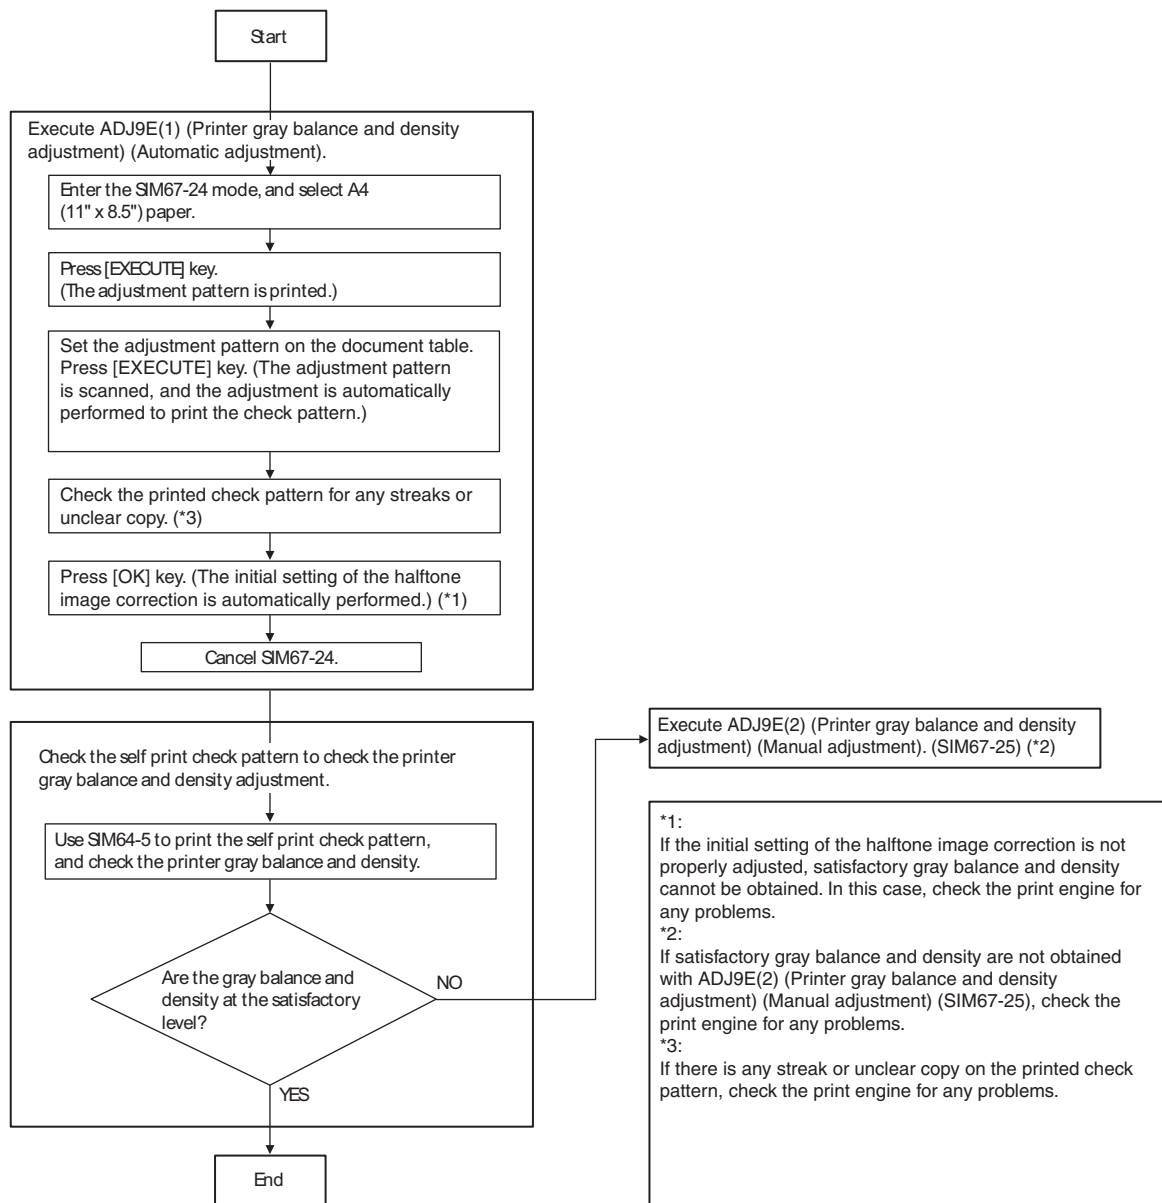 Start
Execute ADJ9E(1) (Printer gray balance and density
adjustment) (Automatic adjustment).
Enter the SIM67-24 mode, and select A4
(11" x 8.5") paper.
Press [EXECUTE] key.
(The adjustment pattern is printed.)
Set the adjustment pattern on the document table.
Press [EXECUTE] key. (The adjustment pattern
is scanned, and the adjustment is automatically
performed to print the check pattern.)
Check the printed check pattern for any streaks or
unclear copy. (*3)
Press [OK] key. (The initial setting of the halftone
image correction is automatically performed.) (*1)
Cancel SIM67-24.
Check the self print check pattern to check the printer
gray balance and density adjustment.
Use SIM64-5 to print the self print check pattern,
and check the printer gray balance and density.
Are the gray balance and
density at the satisfactory
level?
NO
YES
End
Execute ADJ9E(2) (Printer gray balance and density
adjustment) (Manual adjustment). (SIM67-25) (*2)
*1:
If the initial setting of the halftone image correction is not
properly adjusted, satisfactory gray balance and density
cannot be obtained. In this case, check the print engine for
any problems.
*2:
If satisfactory gray balance and density are not obtained
with ADJ9E(2) (Printer gray balance and density
adjustment) (Manual adjustment) (SIM67-25), check the
print engine for any problems.
*3:
If there is any streak or unclear copy on the printed check
pattern, check the print engine for any problems.